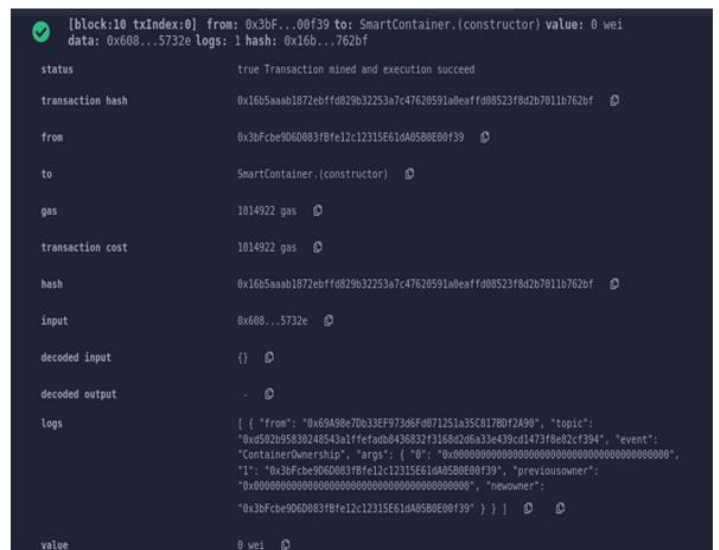 [block:10 txIndex:0] from: 0x3bF...00f39 to: SmartContainer.(constructor) value: 0 wei
data: 0x608...5732e logs: 1 hash: 0x16b...762bf
status true Transaction mined and execution succeed
transaction hash 0x16b5aaab1872ebffd829b32253a7c47620591a0eaffd08523f8d2b7011b762bf
from 0x3bFcbe9D6D083fBfe12c12315E61dA05B0E00f39
to SmartContainer.(constructor)
gas 1014922 gas
transaction cost 1014922 gas
hash 0x16b5aaab1872ebffd829b32253a7c47620591a0eaffd08523f8d2b7011b762bf
input 0x608...5732e
decoded input {}
decoded output -
logs [ { "from": "0x69A98e7Db33EF973d6Fd071251a35C817BDf2A90", "topic":
"0xd502b95830248543a1ffefadb8436832f3168d2d6a33e439cd1473f8e82cf394", "event":
"ContainerOwnership", "args": { "0": "0x0000000000000000000000000000000000000000",
"1": "0x3bFcbe9D6D083fBfe12c12315E61dA05B0E00f39", "previousowner":
"0x0000000000000000000000000000000000000000", "newowner":
"0x3bFcbe9D6D083fBfe12c12315E61dA05B0E00f39" } } ]
value 0 wei